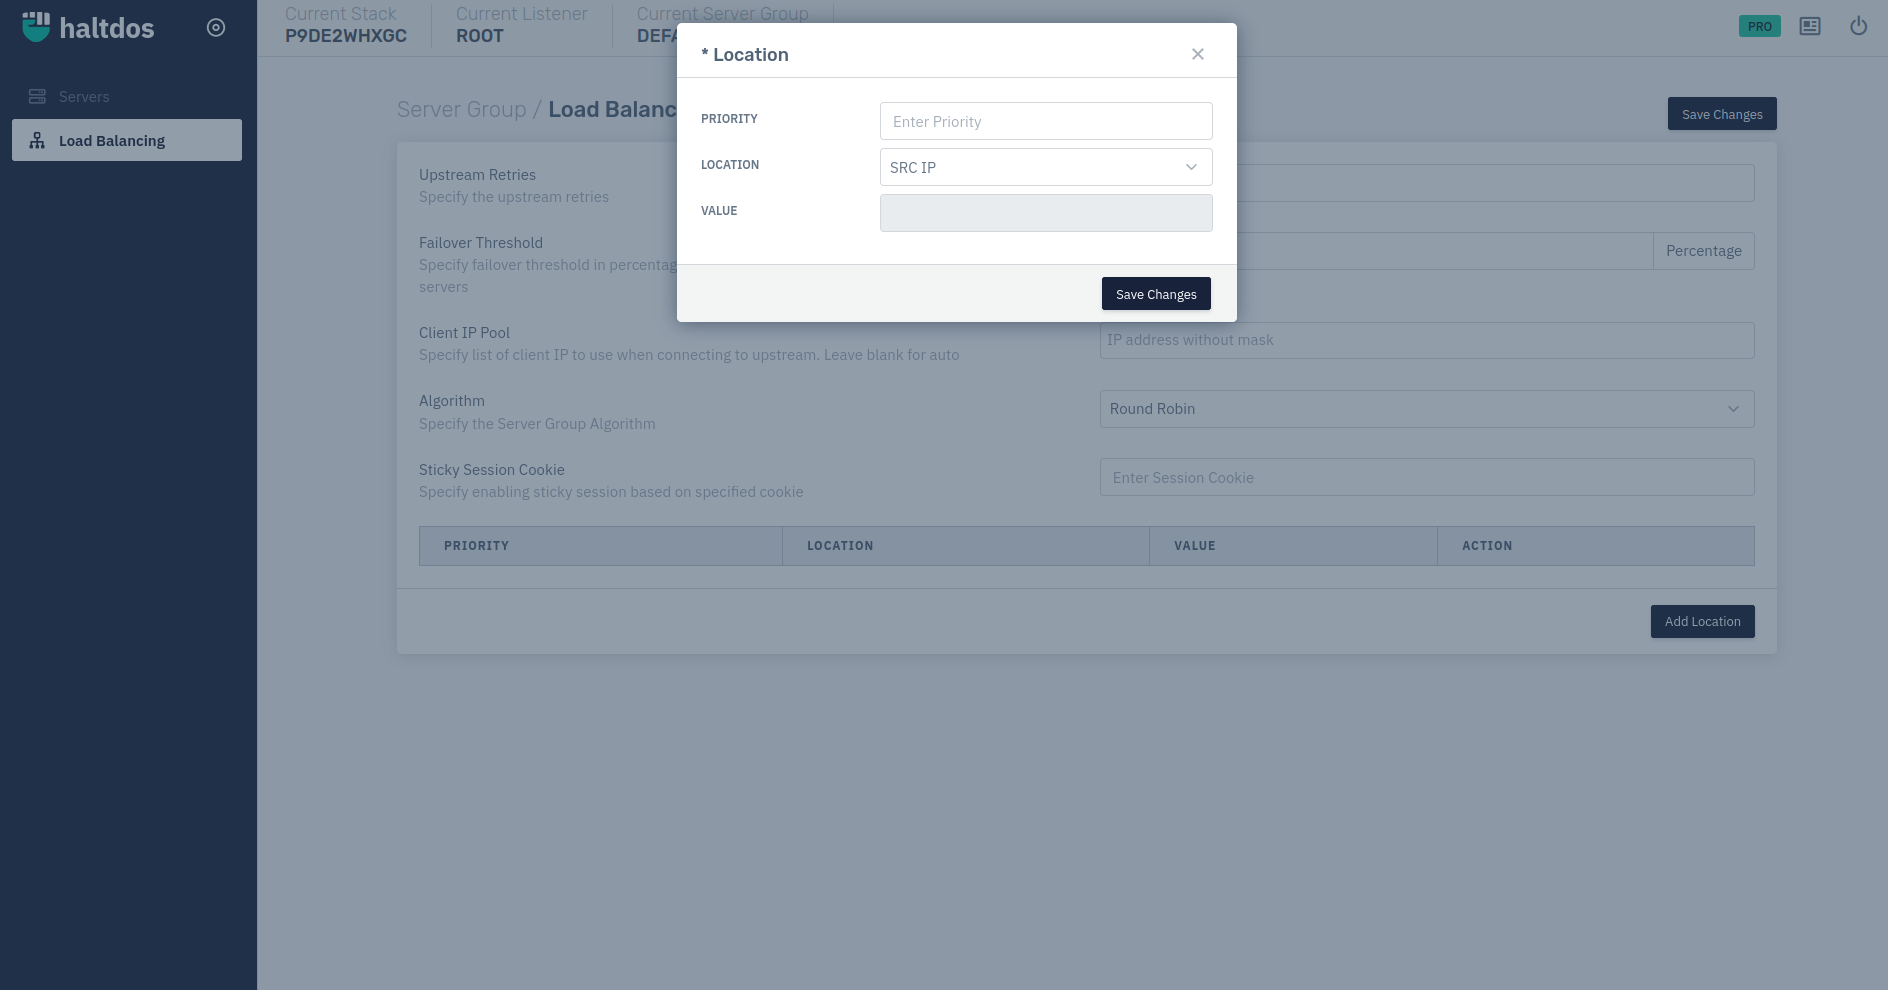 haltdos
Servers
Load Balancing
Current Stack
P9DE2WHXGC
Current Listener
ROOT
Current Server Group
PRO
Server Group / Load Balanc
Save Changes
* Location
PRIORITY
Enter Priority
LOCATION
SRC IP
VALUE
Save Changes
Upstream Retries
Specify the upstream retries
Failover Threshold
Specify failover threshold in percentag
servers
Percentage
Client IP Pool
Specify list of client IP to use when connecting to upstream. Leave blank for auto
IP address without mask
Algorithm
Specify the Server Group Algorithm
Round Robin
Sticky Session Cookie
Specify enabling sticky session based on specified cookie
Enter Session Cookie
PRIORITY LOCATION VALUE ACTION
Add Location